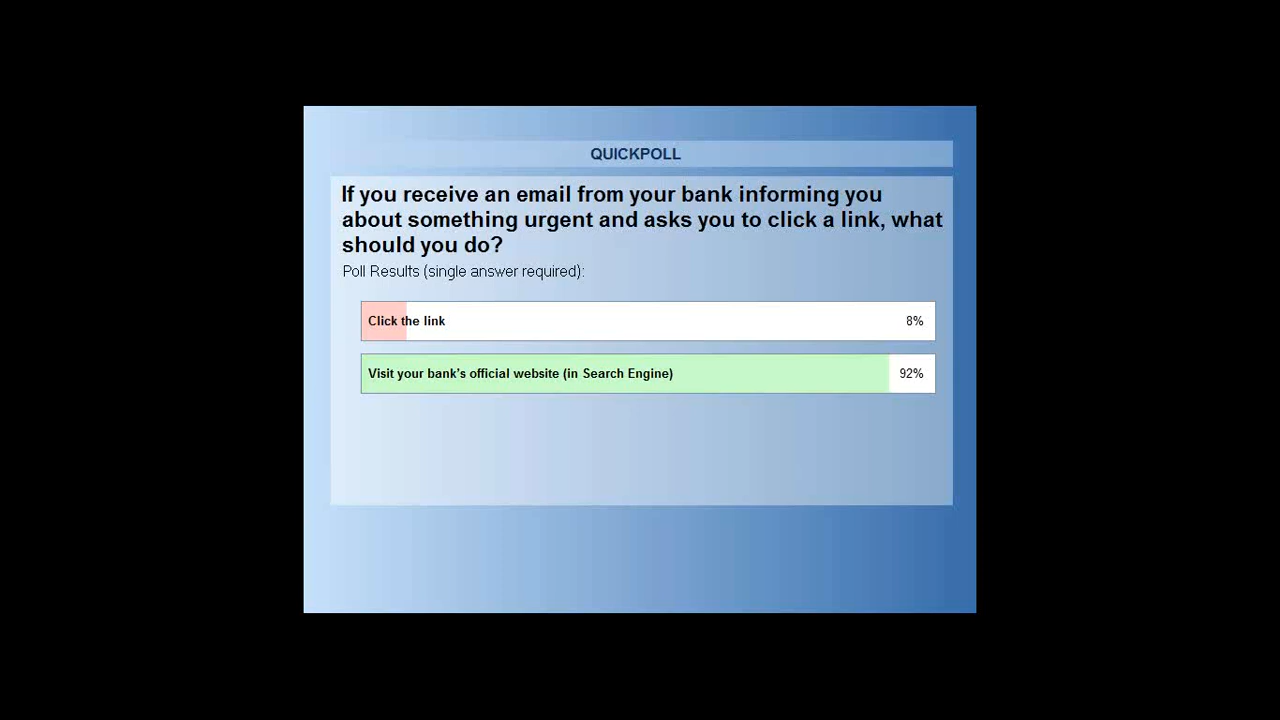 QUICKPOLL
If you receive an email from your bank informing you
about something urgent and asks you to click a link, what
should you do?
Poll Results (single answer required):
Click the link 8%
Visit your bank's official website (in Search Engine) 92%